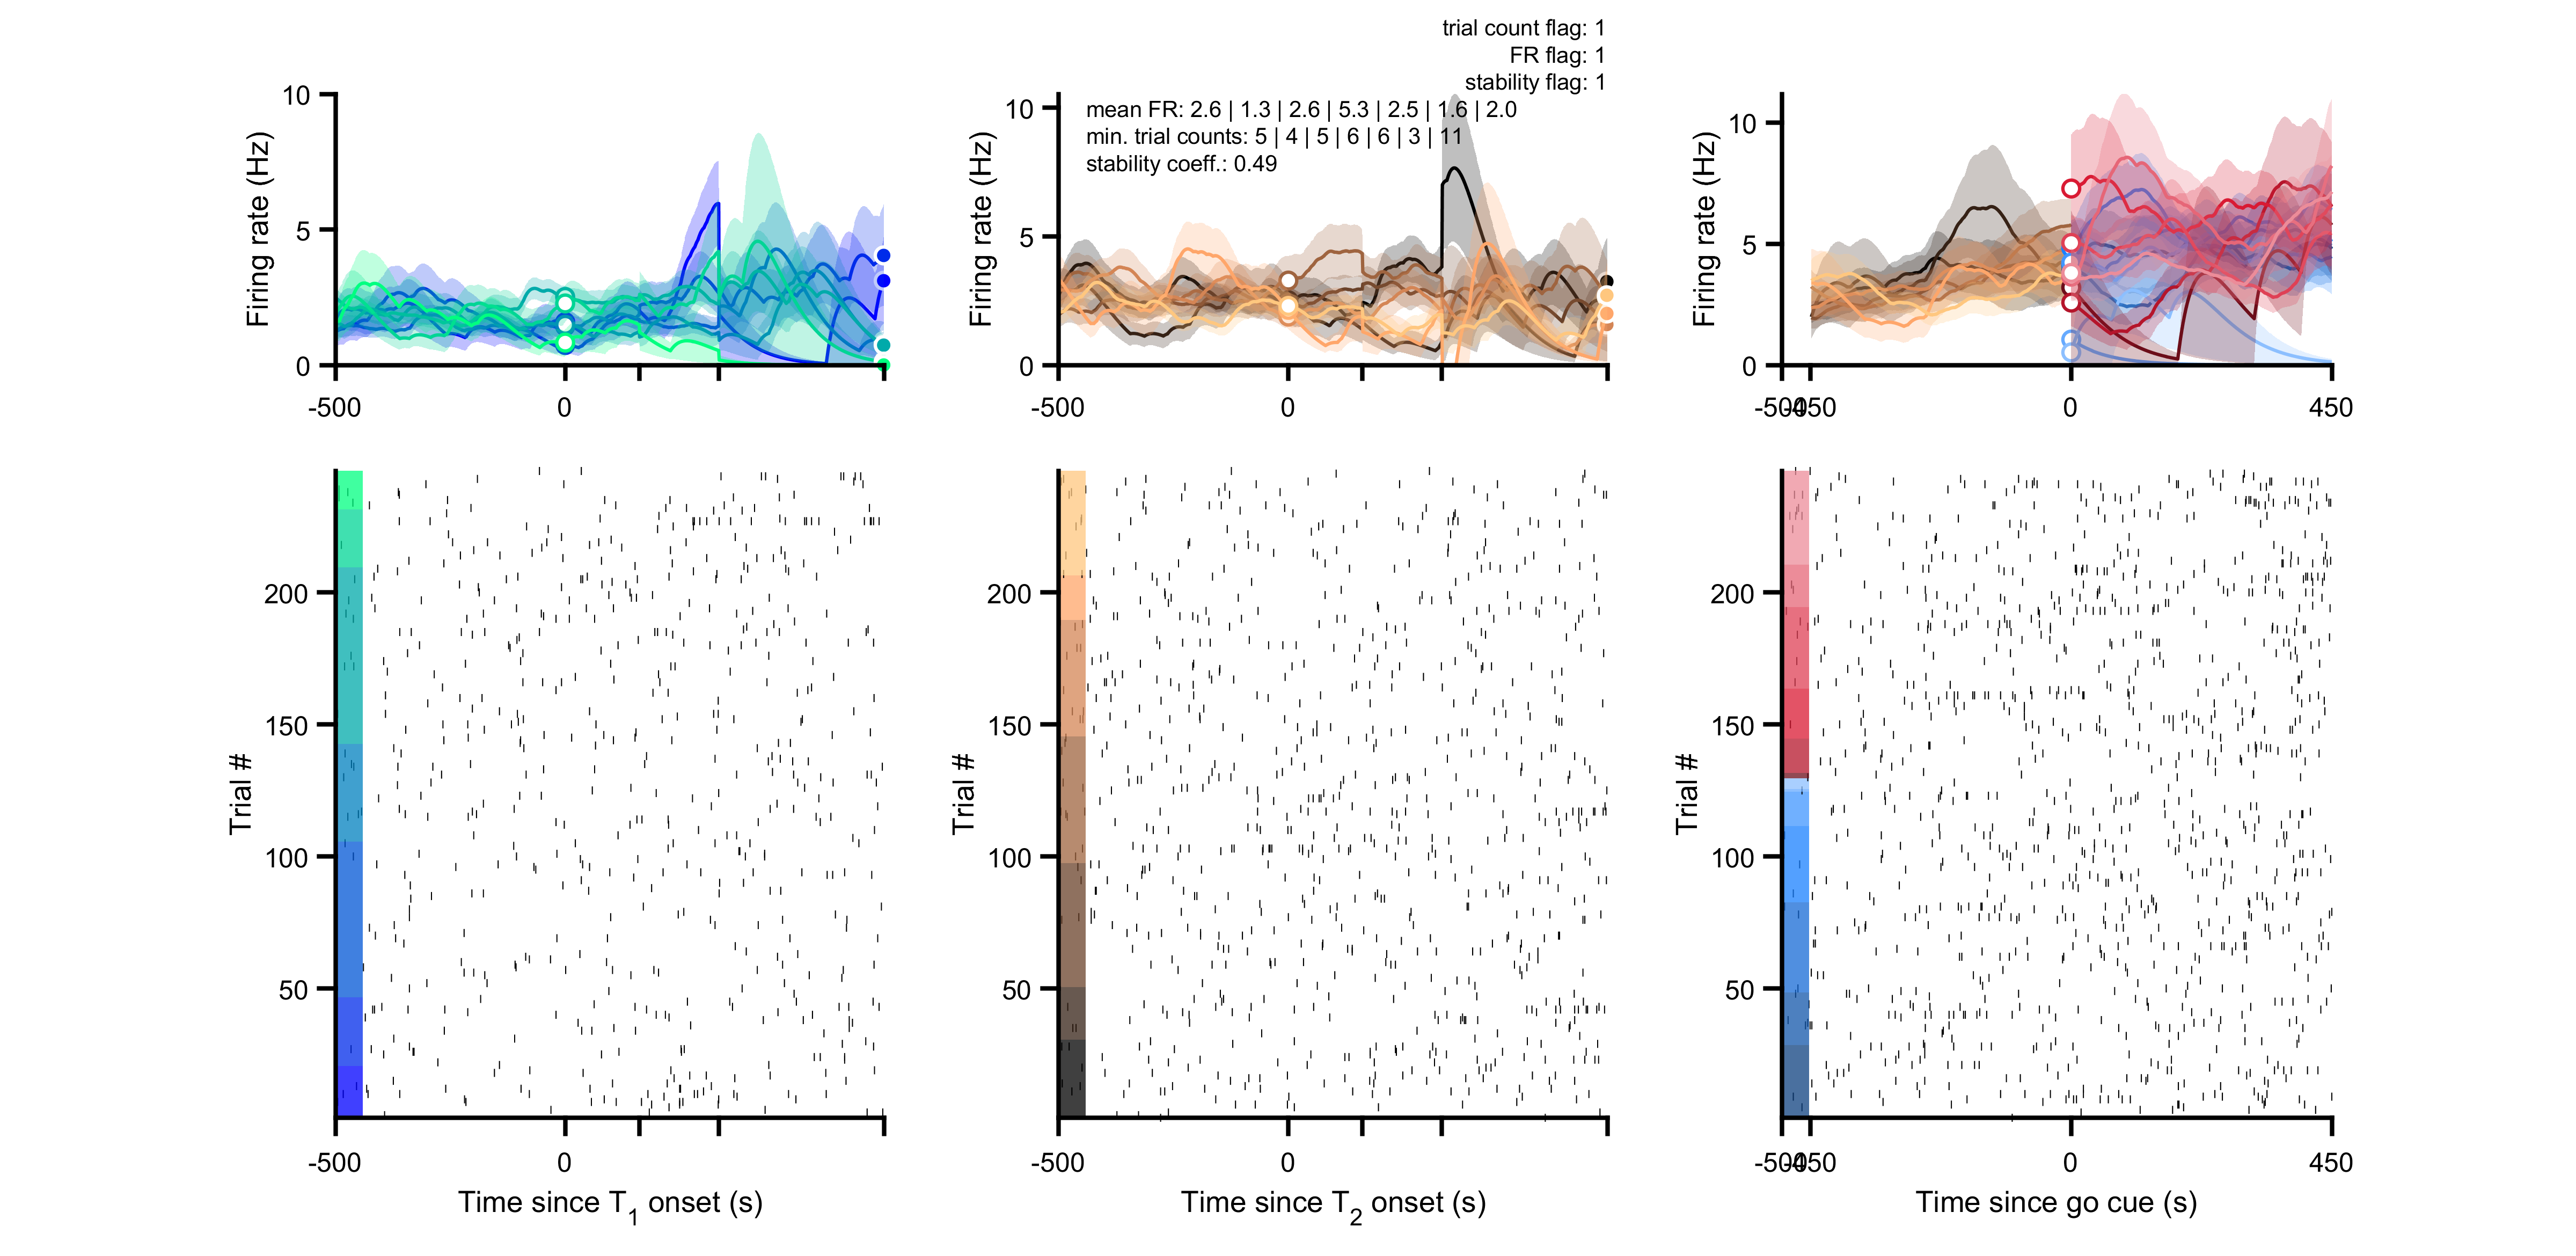 trial count flag: 1
FR flag: 1
stability flag: 1
mean FR: 2.6 | 1.3 | 2.6 | 5.3 | 2.5 | 1.6 | 2.0
min. trial counts: 5 | 4 | 5 | 6 | 6 | 3 | 11
stability coeff.: 0.49
Firing rate (Hz)
10
5
0
-500
0
Firing rate (Hz)
10
5
0
-500
0
Firing rate (Hz)
10
5
0
-500
-450
0
450
Trial #
200
150
100
50
-500
0
Time since T1 onset (s)
Trial #
200
150
100
50
-500
0
Time since T2 onset (s)
Trial #
200
150
100
50
-500
-450
0
450
Time since go cue (s)